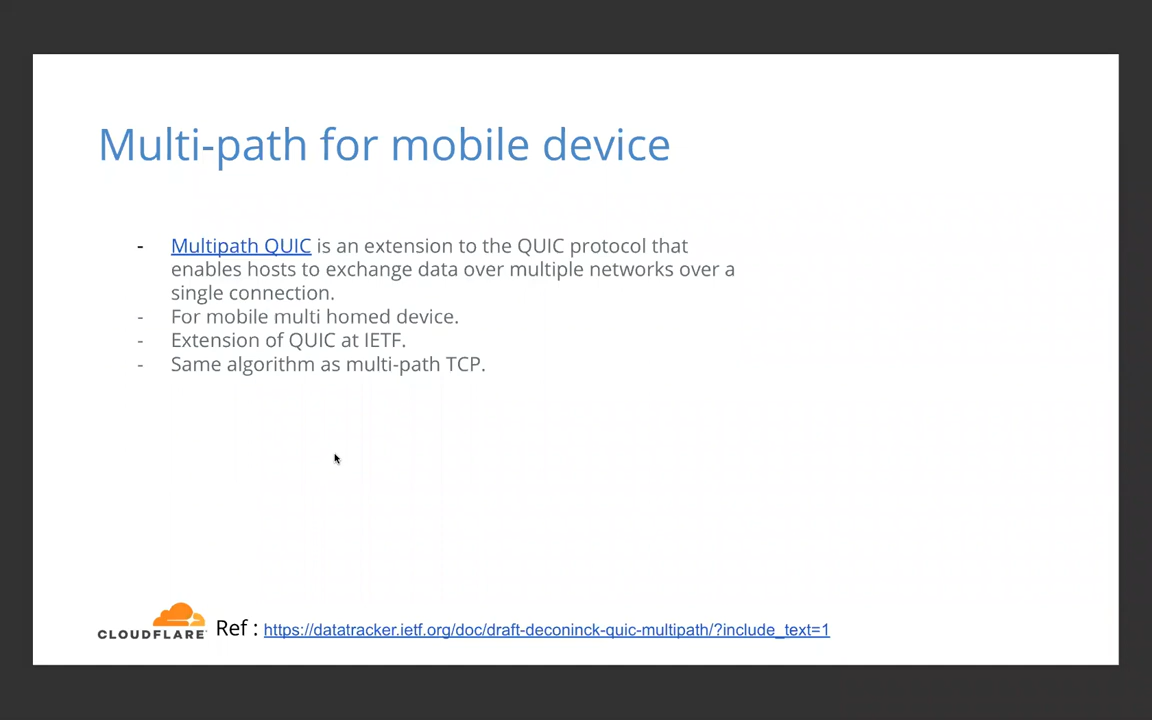 Multi-path for mobile device
- Multipath QUIC is an extension to the QUIC protocol that
enables hosts to exchange data over multiple networks over a
single connection.
- For mobile multi homed device.
- Extension of QUIC at IETF.
- Same algorithm as multi-path TCP.
CLOUDFLARE Ref : https://datatracker.ietf.org/doc/draft-deconinck-quic-multipath/?include_text=1